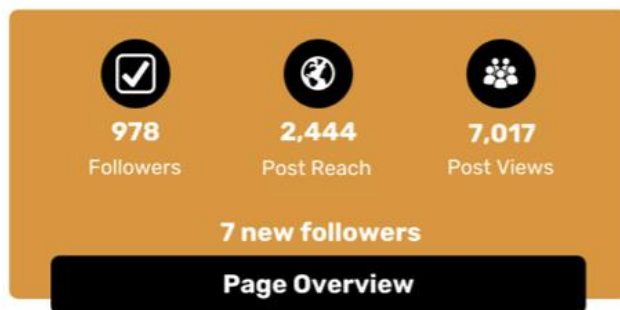 978 2,444 7,017
Followers Post Reach Post Views
7 new followers
Page Overview